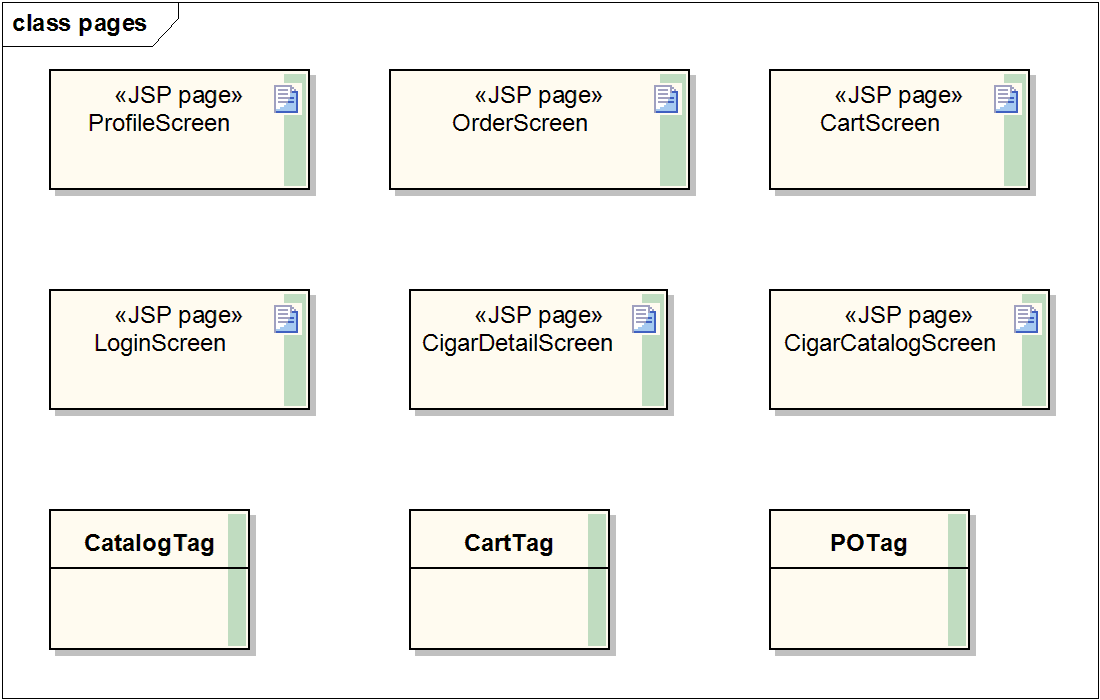 class pages
«JSP page»
ProfileScreen
«JSP page»
OrderScreen
«JSP page»
CartScreen
«JSP page»
LoginScreen
«JSP page»
CigarDetailScreen
«JSP page»
CigarCatalogScreen
CatalogTag
CartTag
POTag